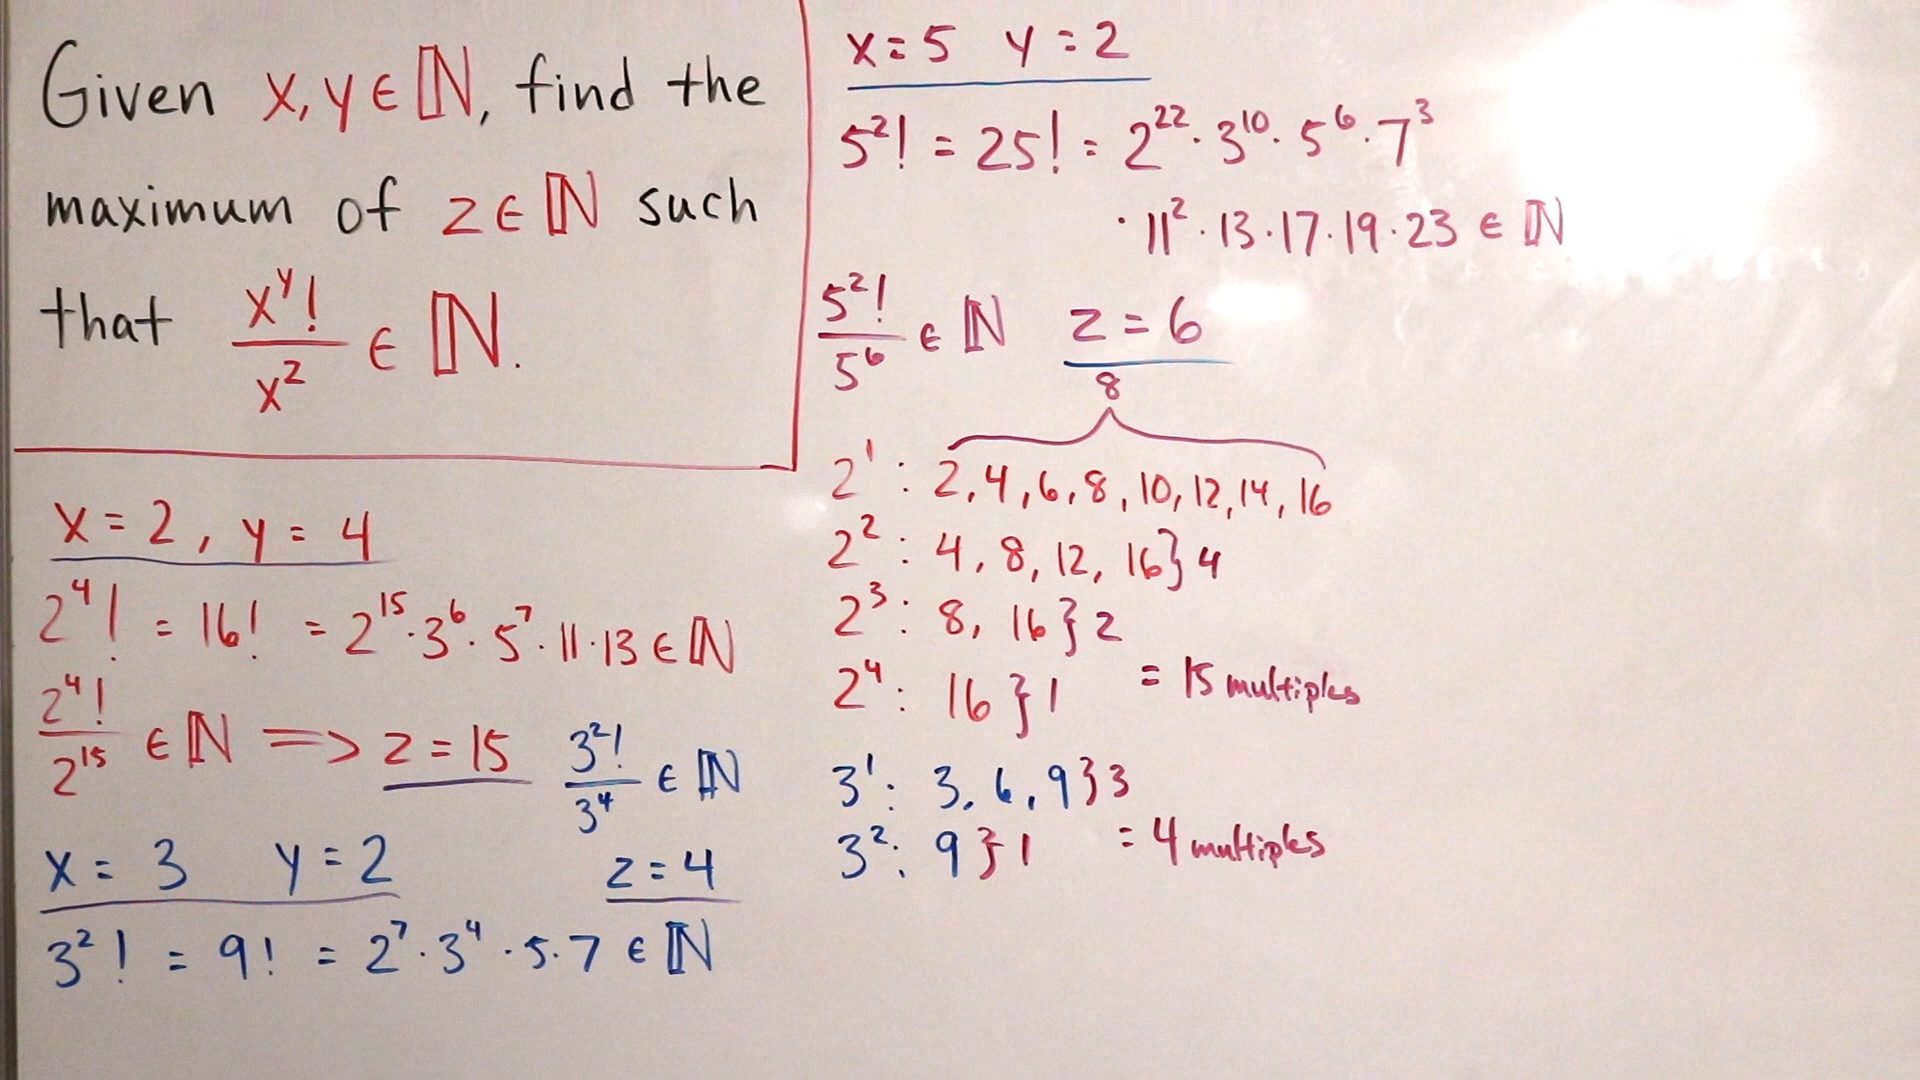 Given x, y ∈ ℕ, find the
maximum of z ∈ ℕ such
that x^y! / x^z ∈ ℕ.
x = 2, y = 4
2^4! = 16! = 2^15 · 3^6 · 5^7 · 11 · 13 ∈ ℕ
2^4! / 2^15 ∈ ℕ => z = 15
3^2! / 3^4 ∈ ℕ
x = 3 y = 2
z = 4
3^2! = 9! = 2^7 · 3^4 · 5 · 7 ∈ ℕ
x = 5 y = 2
5^2! = 25! = 2^22 · 3^10 · 5^6 · 7^3
· 11^2 · 13 · 17 · 19 · 23 ∈ ℕ
5^2! / 5^6 ∈ ℕ z = 6
8
2^1 : 2, 4, 6, 8, 10, 12, 14, 16
2^2 : 4, 8, 12, 16 } 4
2^3 : 8, 16 } 2
2^4 : 16 } 1 = 15 multiples
3^1 : 3, 6, 9 } 3
3^2 : 9 } 1 = 4 multiples